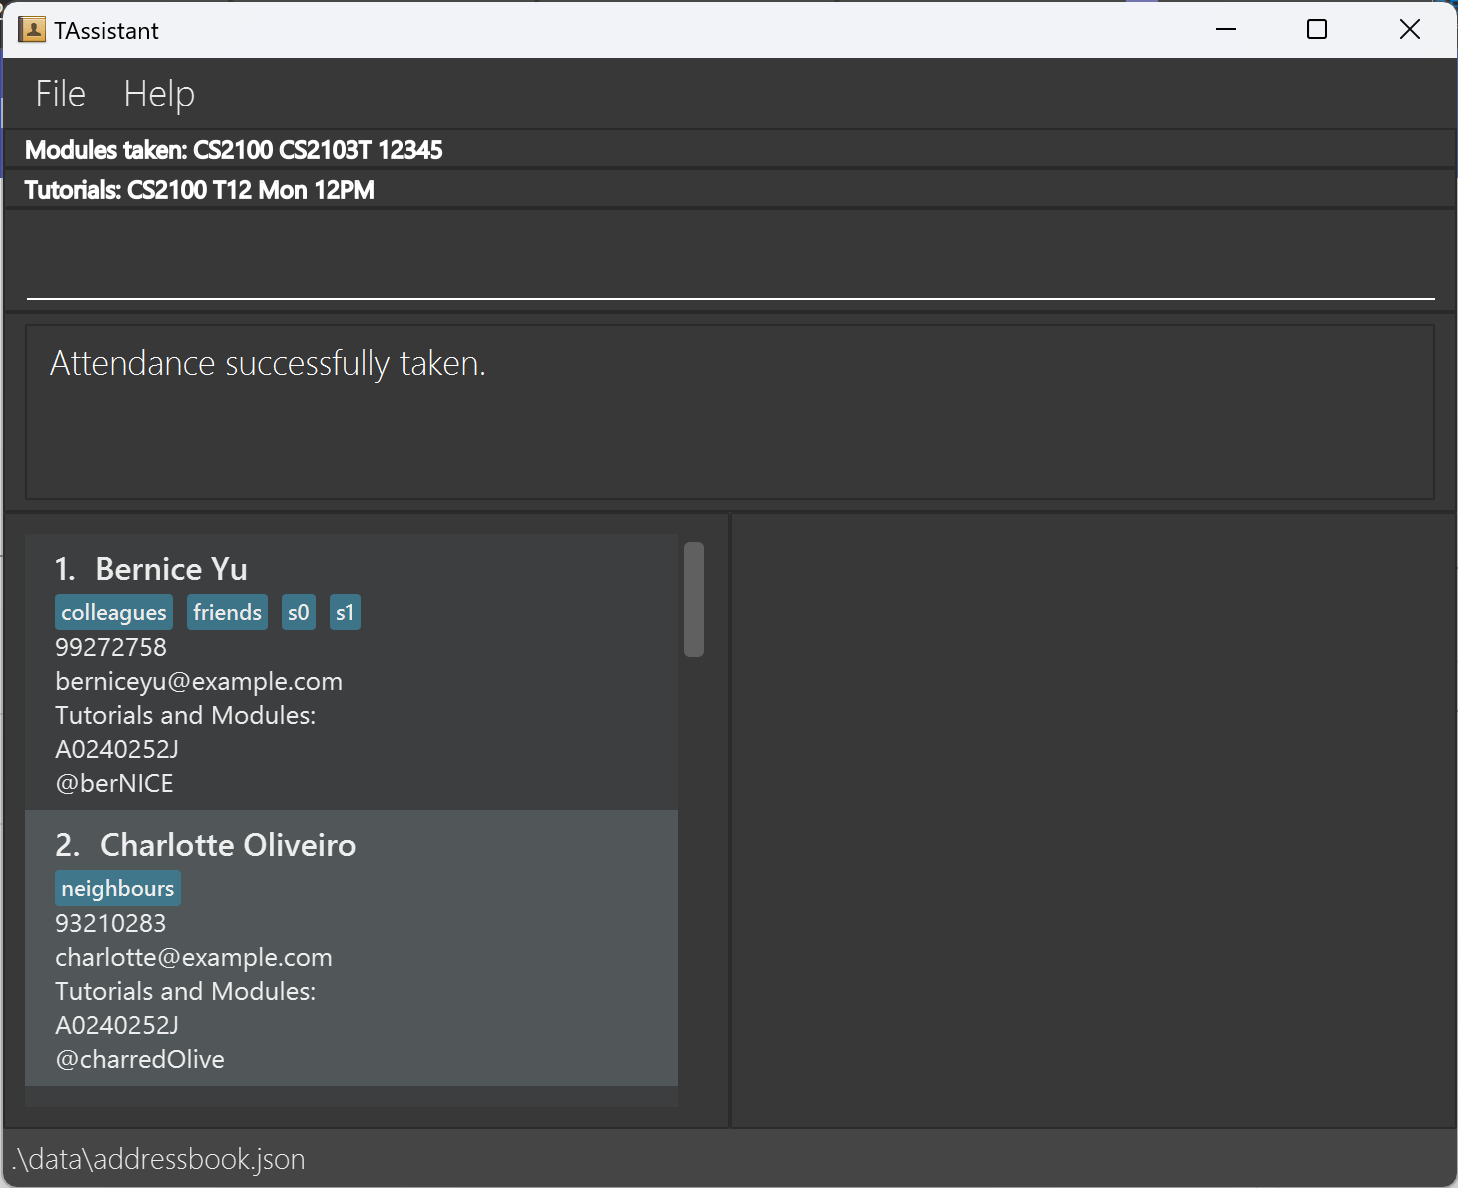 TAssistant
File Help
Modules taken: CS2100 CS2103T 12345
Tutorials: CS2100 T12 Mon 12PM
Attendance successfully taken.
1. Bernice Yu
colleagues friends s0 s1
99272758
berniceyu@example.com
Tutorials and Modules:
A0240252J
@berNICE
2. Charlotte Oliveiro
neighbours
93210283
charlotte@example.com
Tutorials and Modules:
A0240252J
@charredOlive
.\data\addressbook.json